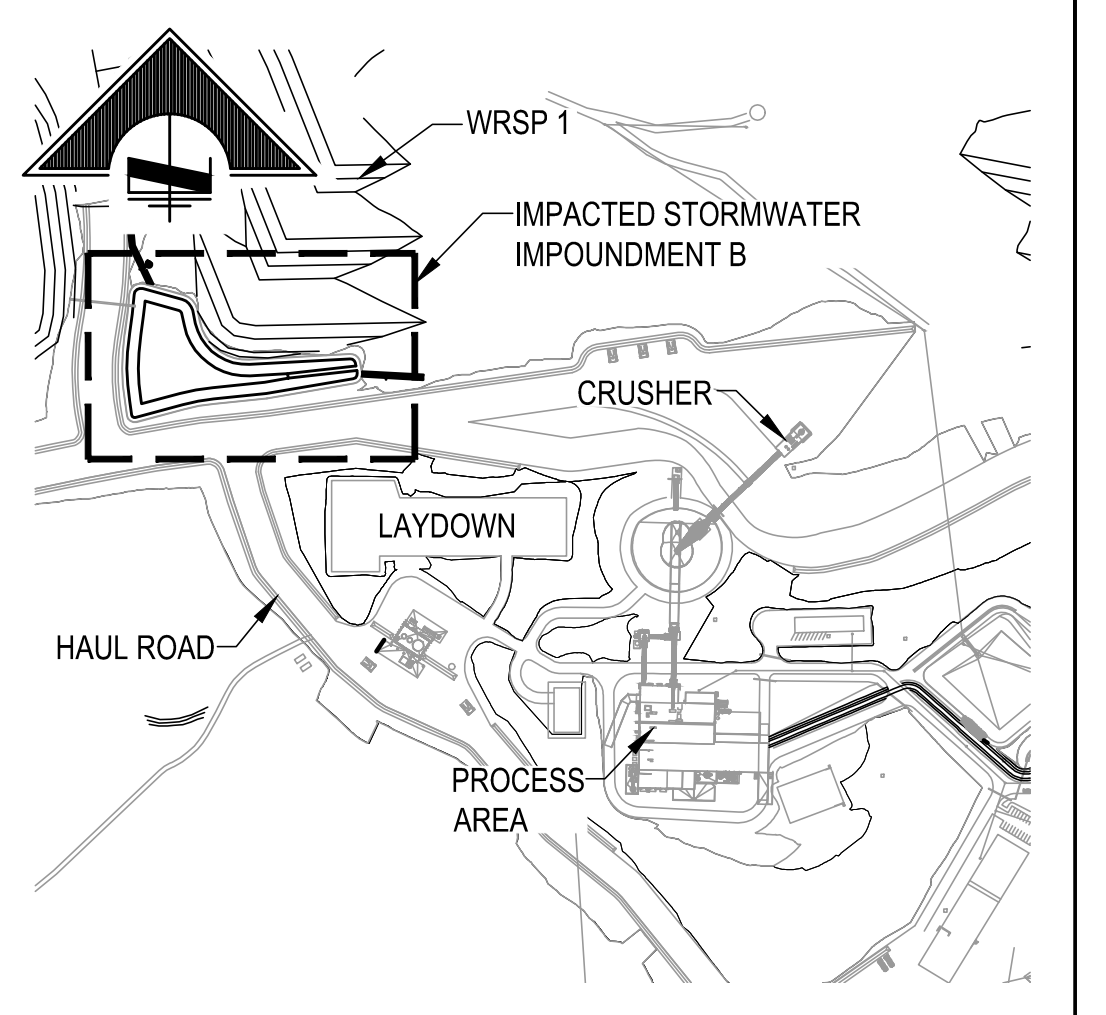 WRSP 1
IMPACTED STORMWATER
IMPOUNDMENT B
CRUSHER
LAYDOWN
HAUL ROAD
PROCESS
AREA